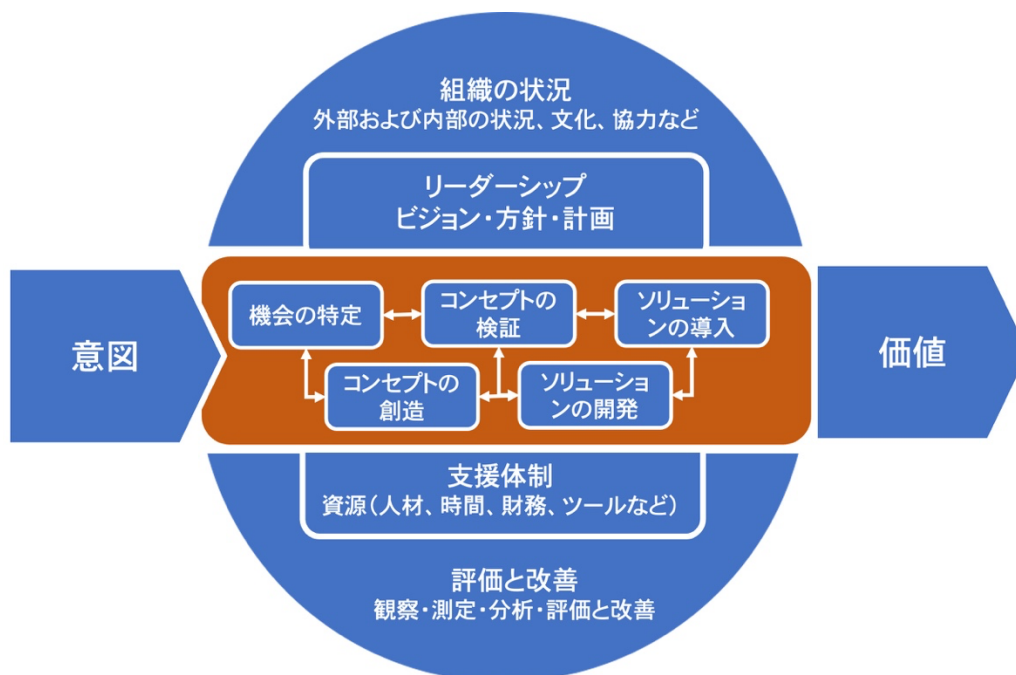 組織の状況
外部および内部の状況、文化、協力など
リーダーシップ
ビジョン・方針・計画
意図
機会の特定
コンセプトの
検証
ソリューショ
ンの導入
コンセプトの
創造
ソリューショ
ンの開発
価値
支援体制
資源（人材、時間、財務、ツールなど）
評価と改善
観察・測定・分析・評価と改善